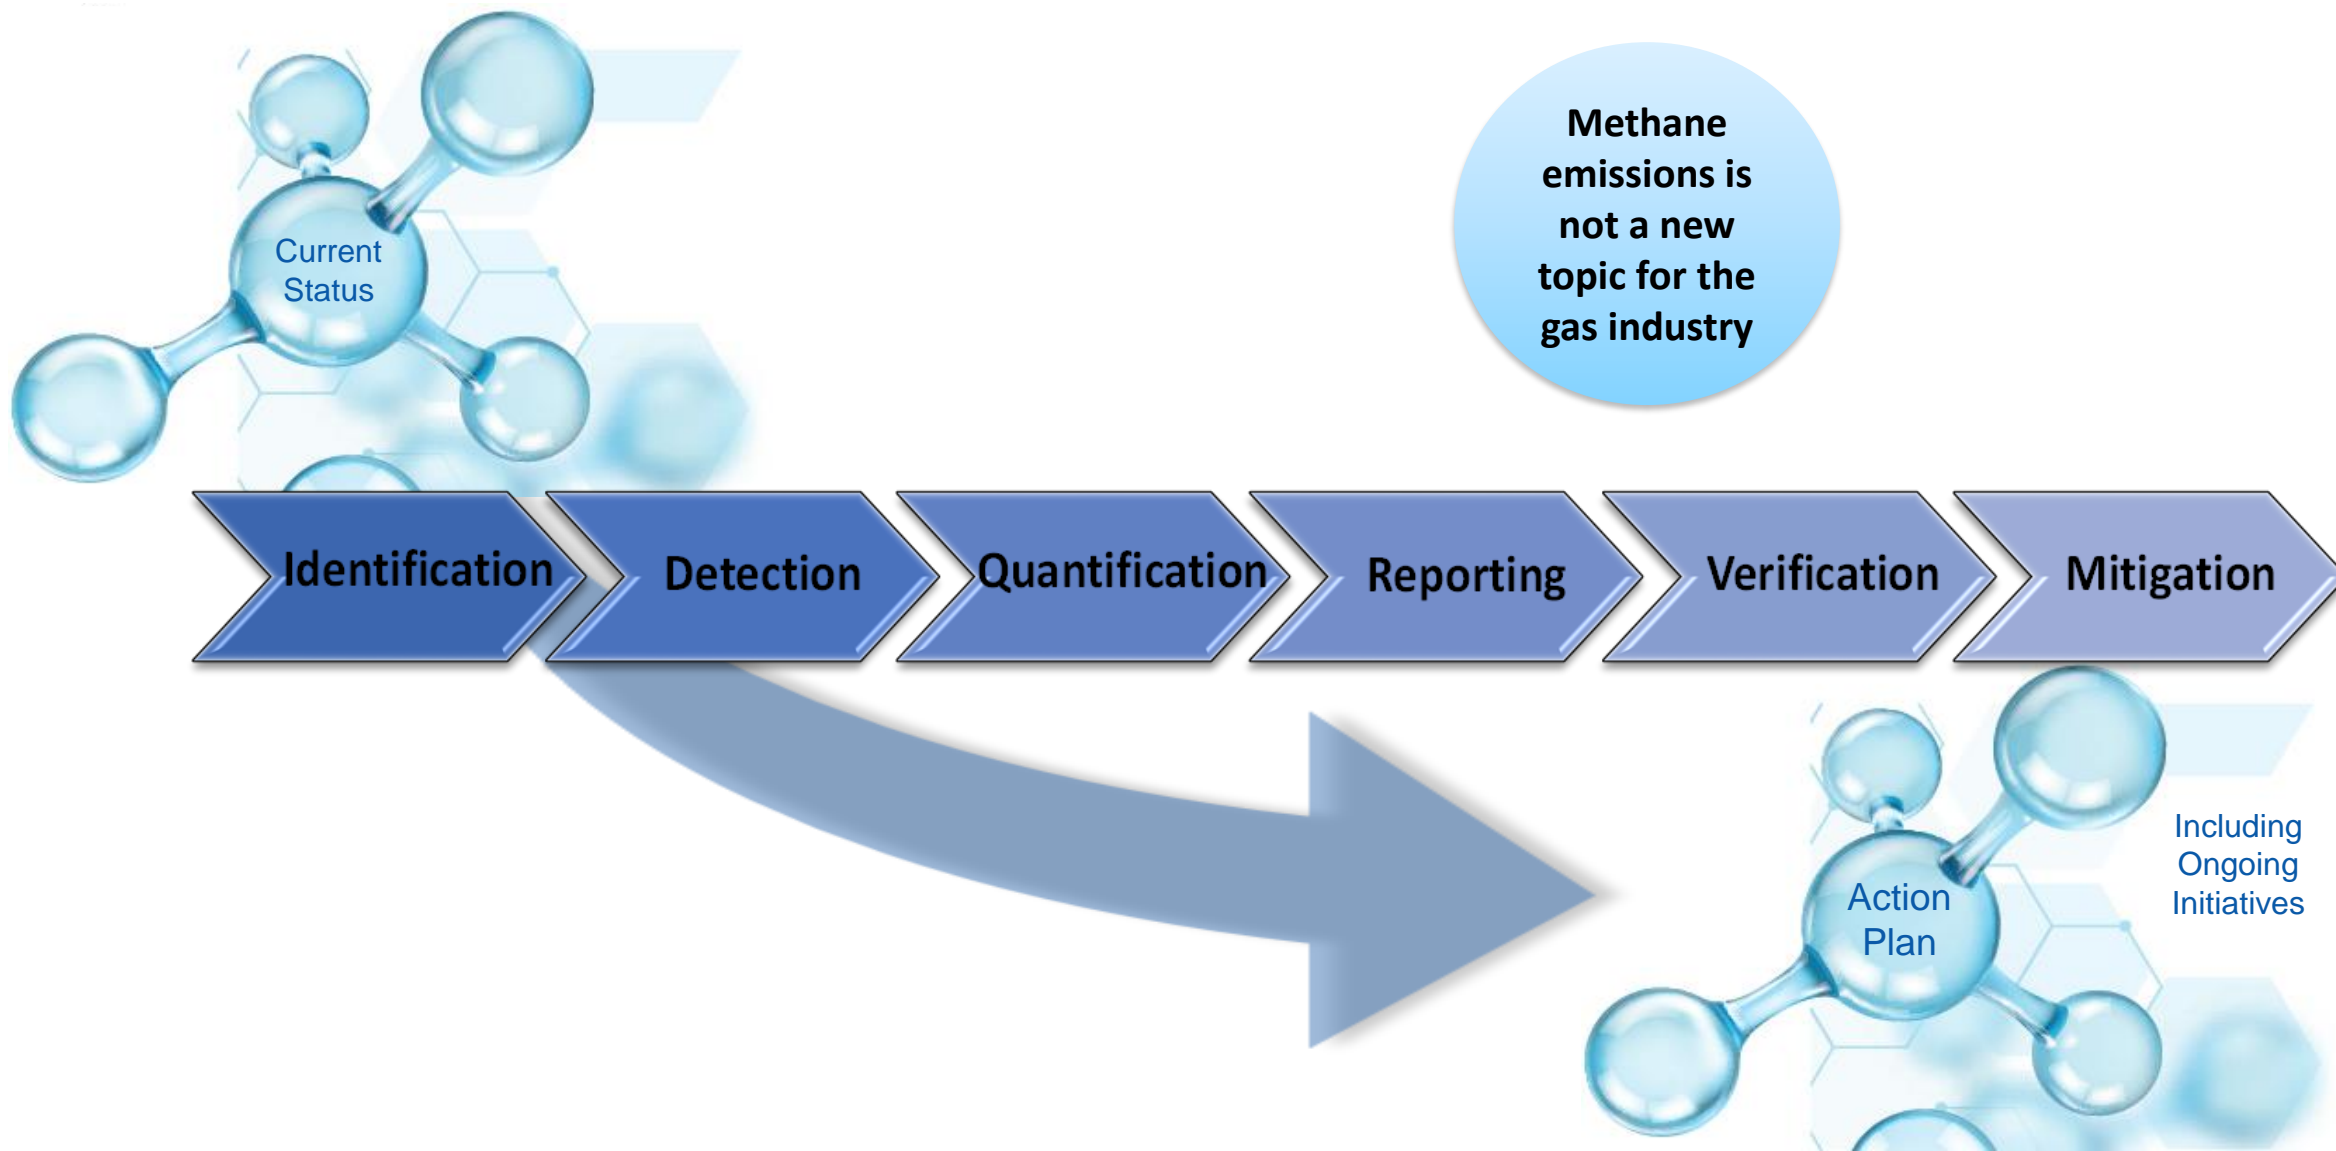 Methane
emissions is
not a new
topic for the
gas industry
Current
Status
Identification
Detection
Quantification
Reporting
Verification
Mitigation
Including
Ongoing
Initiatives
Action
Plan